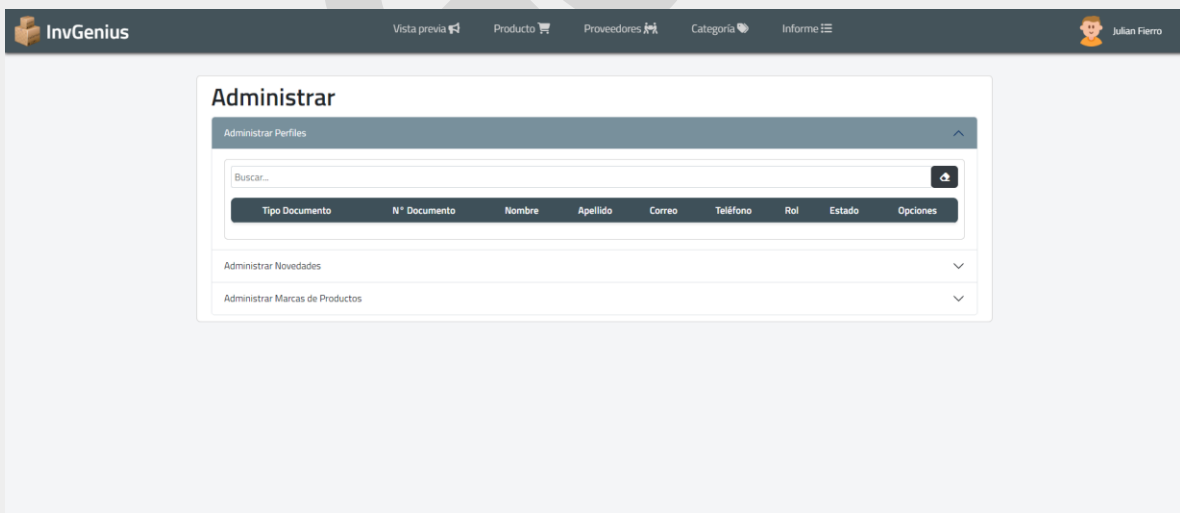 InvGenius Vista previa Producto Proveedores Categoría Informe Julian Fierro
Administrar
Administrar Perfiles
Buscar...
Tipo Documento N° Documento Nombre Apellido Correo Teléfono Rol Estado Opciones
Administrar Novedades
Administrar Marcas de Productos